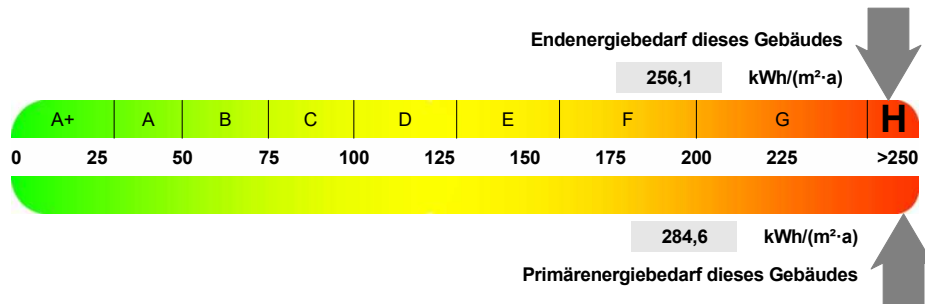 Endenergiebedarf dieses Gebäudes
256,1 kWh/(m²·a)
A+ A B C D E F G H
0 25 50 75 100 125 150 175 200 225 >250
284,6 kWh/(m²·a)
Primärenergiebedarf dieses Gebäudes